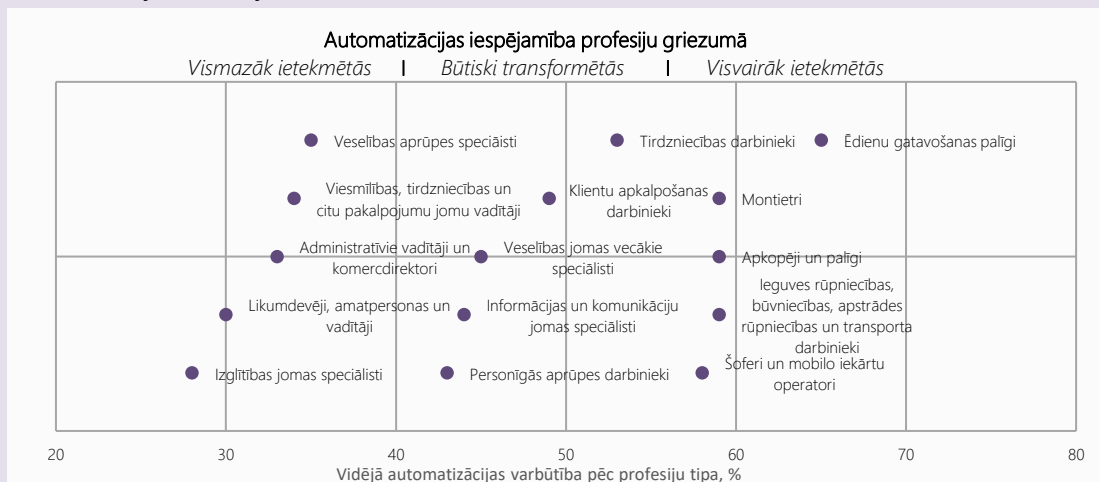 Automatizācijas iespējamība profesiju griezumā
Vismazāk ietekmētās | Būtiski transformētās | Visvairāk ietekmētās
Veselības aprūpes speciāisti
Tirdzniecības darbinieki
Ēdienu gatavošanas palīgi
Viesmīlības, tirdzniecības un
citu pakalpojumu jomu vadītāji
Klientu apkalpošanas
darbinieki
Montietri
Administratīvie vadītāji un
komercdirektori
Veselības jomas vecākie
speciālisti
Apkopēji un palīgi
Likumdevēji, amatpersonas un
vadītāji
Informācijas un komunikāciju
jomas speciālisti
Ieguves rūpniecības,
būvniecības, apstrādes
rūpniecības un transporta
darbinieki
Izglītības jomas speciālisti
Personīgās aprūpes darbinieki
Šoferi un mobilo iekārtu
operatori
20 30 40 50 60 70 80
Vidējā automatizācijas varbūtība pēc profesiju tipa, %